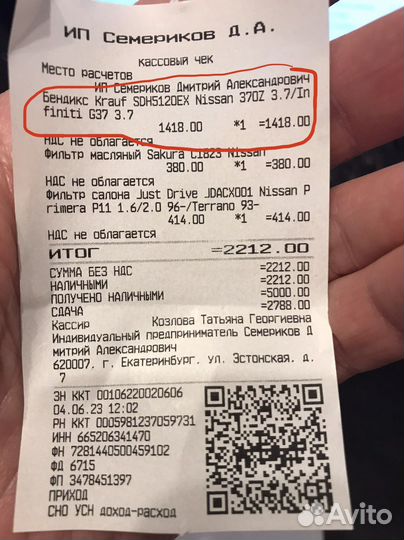 ИП Семериков Д.А.
КАССОВЫЙ ЧЕК
Место расчетов
ИП Семериков Дмитрий Александрович
Бендикс Krauf SDH5120EX Nissan 370Z 3.7/In
finiti G37 3.7
1418.00 *1 =1418.00
НДС не облагается
Фильтр масляный Sakura C1823 Nissan
380.00 *1 =380.00
НДС не облагается
Фильтр салона Just Drive JDACX001 Nissan P
rimera P11 1.6/2.0 96-/Terrano 93-
414.00 *1 =414.00
НДС не облагается
ИТОГ =2212.00
СУММА БЕЗ НДС =2212.00
НАЛИЧНЫМИ =2212.00
ПОЛУЧЕНО НАЛИЧНЫМИ =5000.00
СДАЧА =2788.00
Кассир Козлова Татьяна Георгиевна
Индивидуальный предприниматель Семериков Д
митрий Александрович
620007, г. Екатеринбург, ул. Эстонская, д.
7
ЗН ККТ 00106220020606
04.06.23 12:02
РН ККТ 0005981237059731
ИНН 665206341470
ФН 7281440500459102
ФД 6715
ФП 3478451397
ПРИХОД
СНО УСН доход-расход
Avito